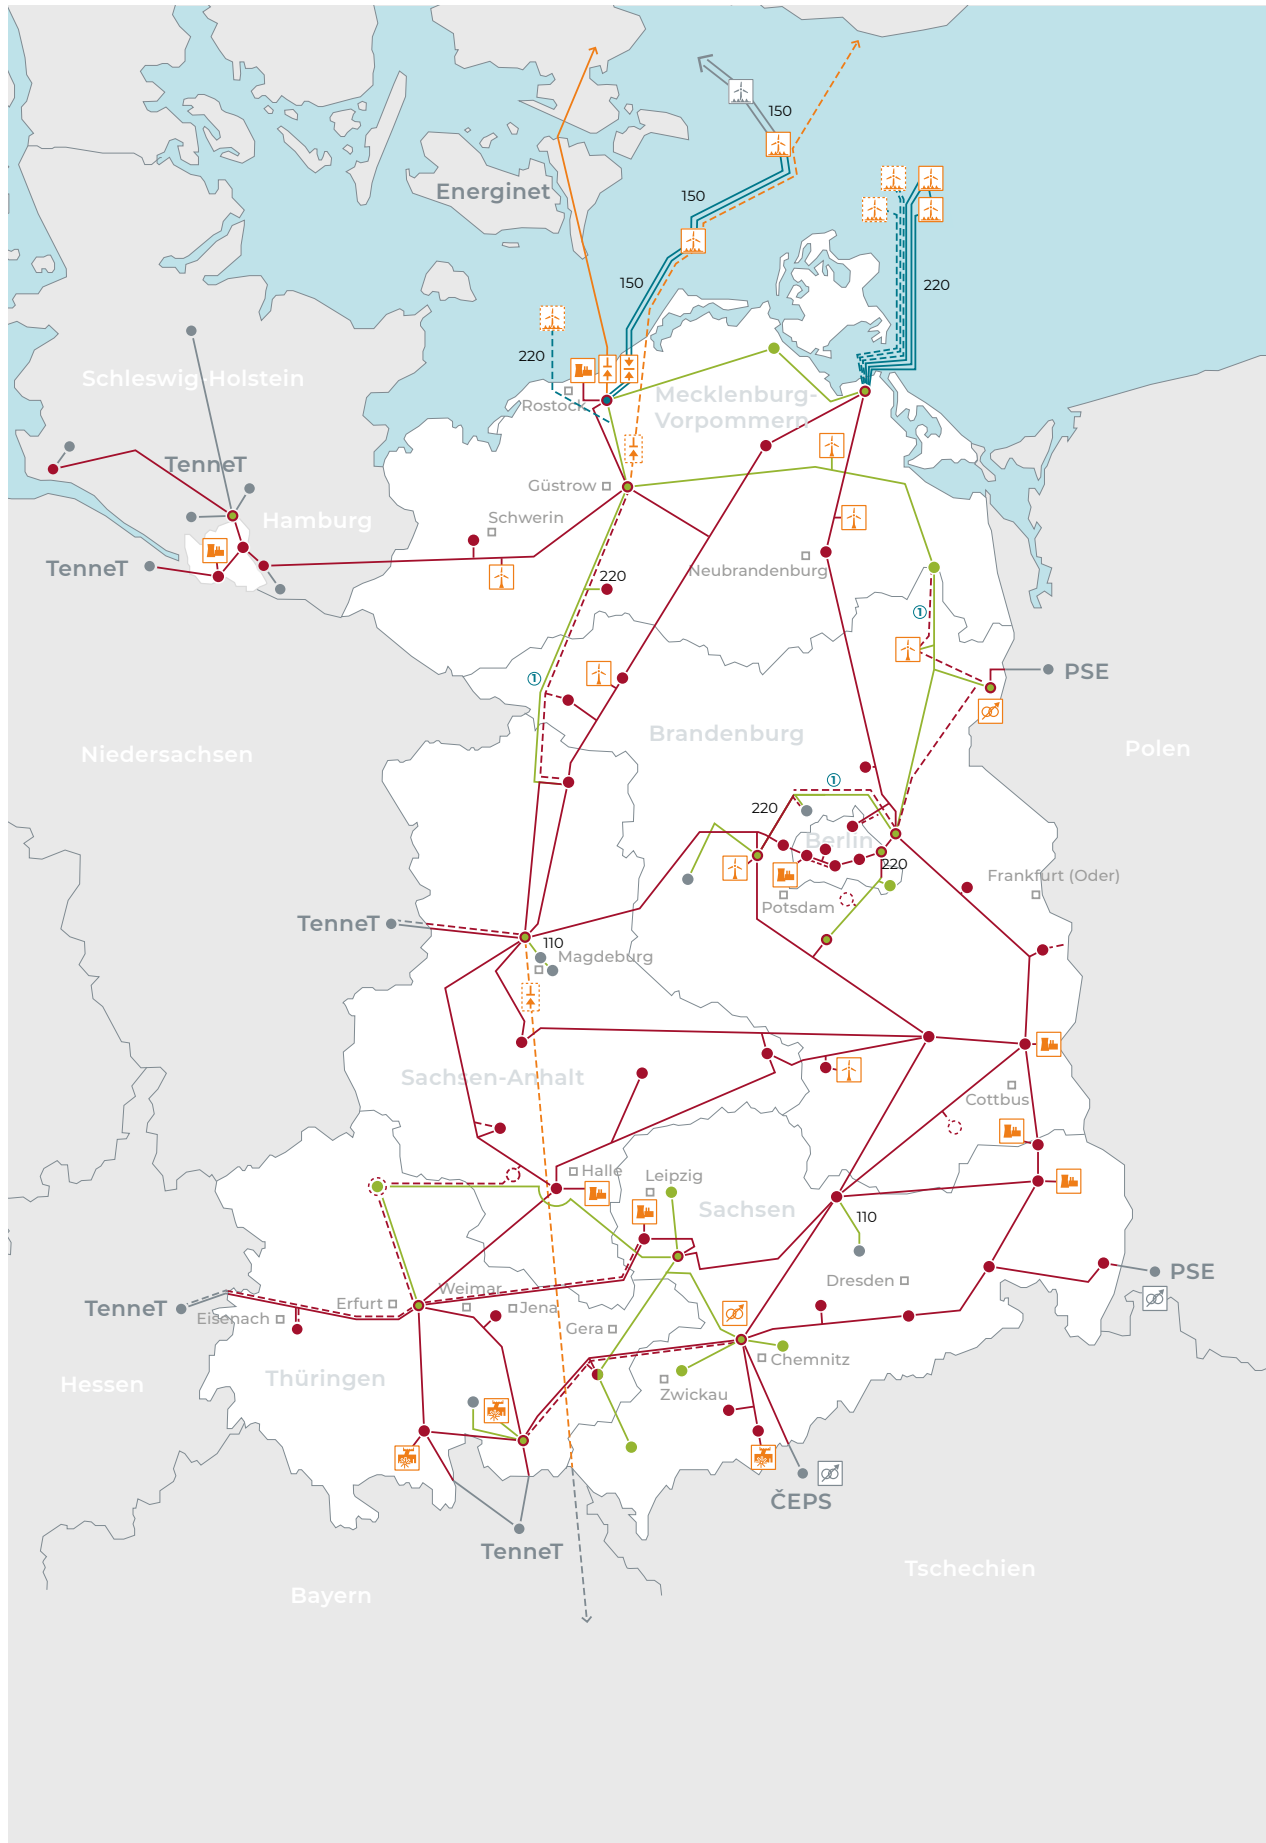 150
Energinet
150
150
220
220
Schleswig-Holstein
Mecklenburg-
Vorpommern
Rostock
TenneT
Güstrow
Hamburg
Schwerin
TenneT
Neubrandenburg
220
1
1
PSE
Brandenburg
Niedersachsen
Polen
1
220
Berlin
220
Frankfurt (Oder)
Potsdam
TenneT
110
Magdeburg
Sachsen-Anhalt
Cottbus
Halle
Leipzig
Sachsen
110
Dresden
PSE
Weimar
Erfurt
Jena
TenneT
Eisenach
Gera
Chemnitz
Thüringen
Hessen
Zwickau
ČEPS
TenneT
Tschechien
Bayern